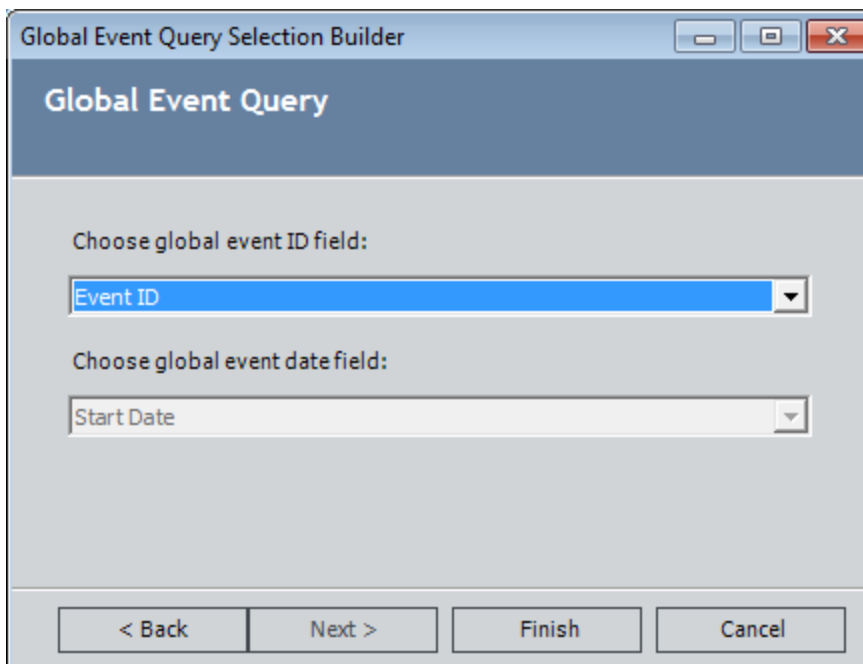 Global Event Query Selection Builder
Global Event Query
Choose global event ID field:
Event ID
Choose global event date field:
Start Date
< Back Next > Finish Cancel